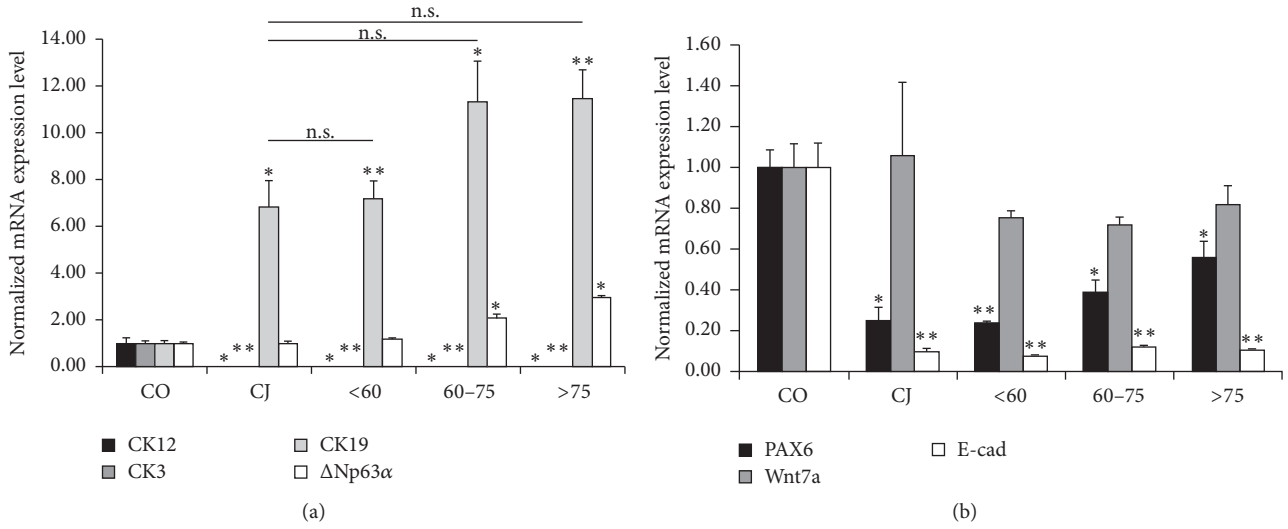 n.s.
n.s.
n.s.
Normalized mRNA expression level
14.00
12.00
10.00
8.00
6.00
4.00
2.00
0.00
* ** * * ** ** * ** * * * ** ** *
CO CJ <60 60–75 >75
CK12 CK19
CK3 ΔNp63α
(a)
Normalized mRNA expression level
1.60
1.40
1.20
1.00
0.80
0.60
0.40
0.20
0.00
* ** ** ** * ** * **
CO CJ <60 60–75 >75
PAX6 E-cad
Wnt7a
(b)